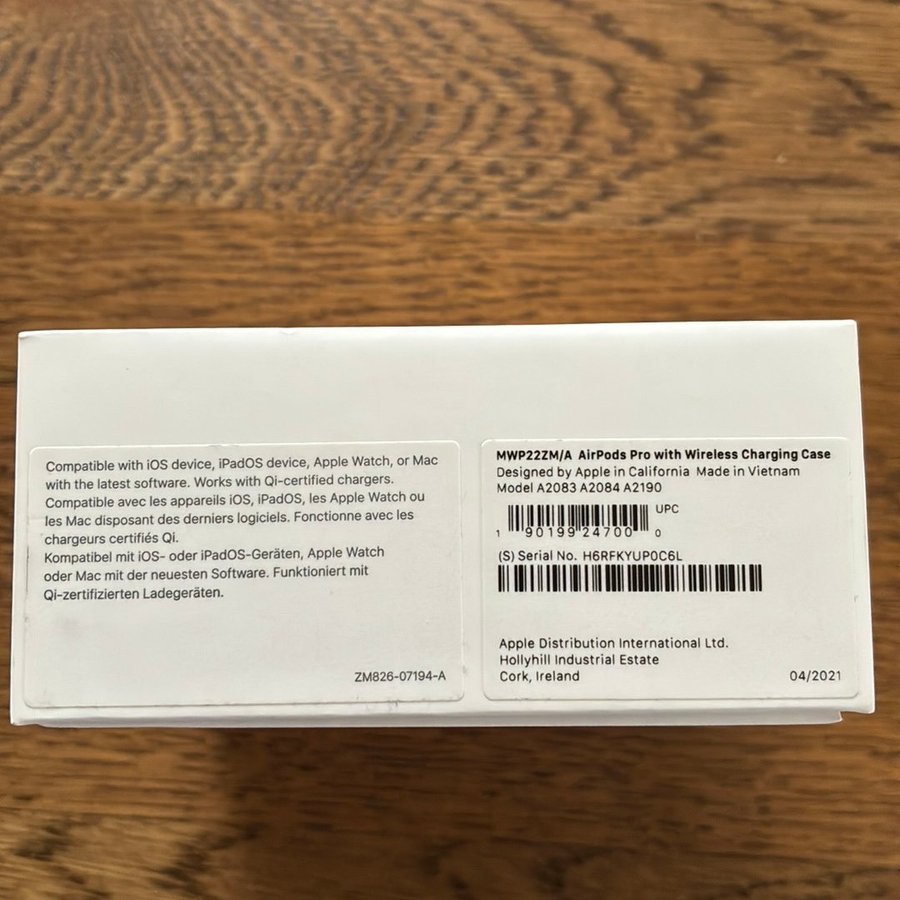 Compatible with iOS device, iPadOS device, Apple Watch, or Mac
with the latest software. Works with Qi-certified chargers.
Compatible avec les appareils iOS, iPadOS, les Apple Watch ou
les Mac disposant des derniers logiciels. Fonctionne avec les
chargeurs certifiés Qi.
Kompatibel mit iOS- oder iPadOS-Geräten, Apple Watch
oder Mac mit der neuesten Software. Funktioniert mit
Qi-zertifizierten Ladegeräten.
ZM826-07194-A
MWP22ZM/A AirPods Pro with Wireless Charging Case
Designed by Apple in California Made in Vietnam
Model A2083 A2084 A2190
UPC
1 90199 24700 0
(S) Serial No. H6RFKYUP0C6L
Apple Distribution International Ltd.
Hollyhill Industrial Estate
Cork, Ireland
04/2021